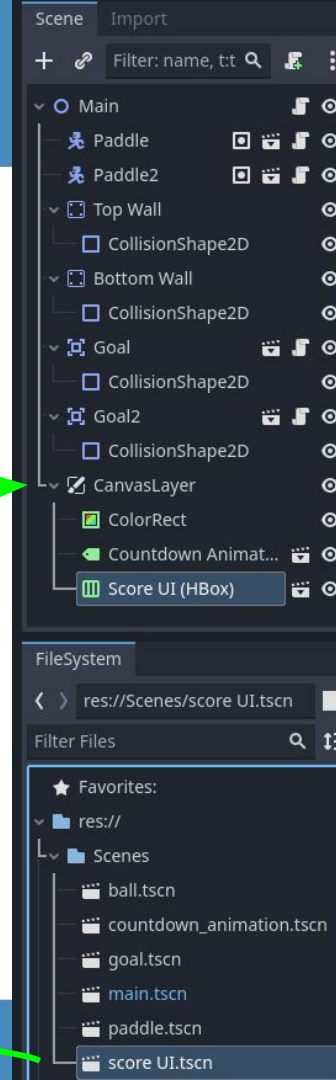 Scene Import
Filter: name, t:t
Main
Paddle
Paddle2
Top Wall
CollisionShape2D
Bottom Wall
CollisionShape2D
Goal
CollisionShape2D
Goal2
CollisionShape2D
CanvasLayer
ColorRect
Countdown Animat...
Score UI (HBox)
FileSystem
res://Scenes/score UI.tscn
Filter Files
Favorites:
res://
Scenes
ball.tscn
countdown_animation.tscn
goal.tscn
main.tscn
paddle.tscn
score UI.tscn